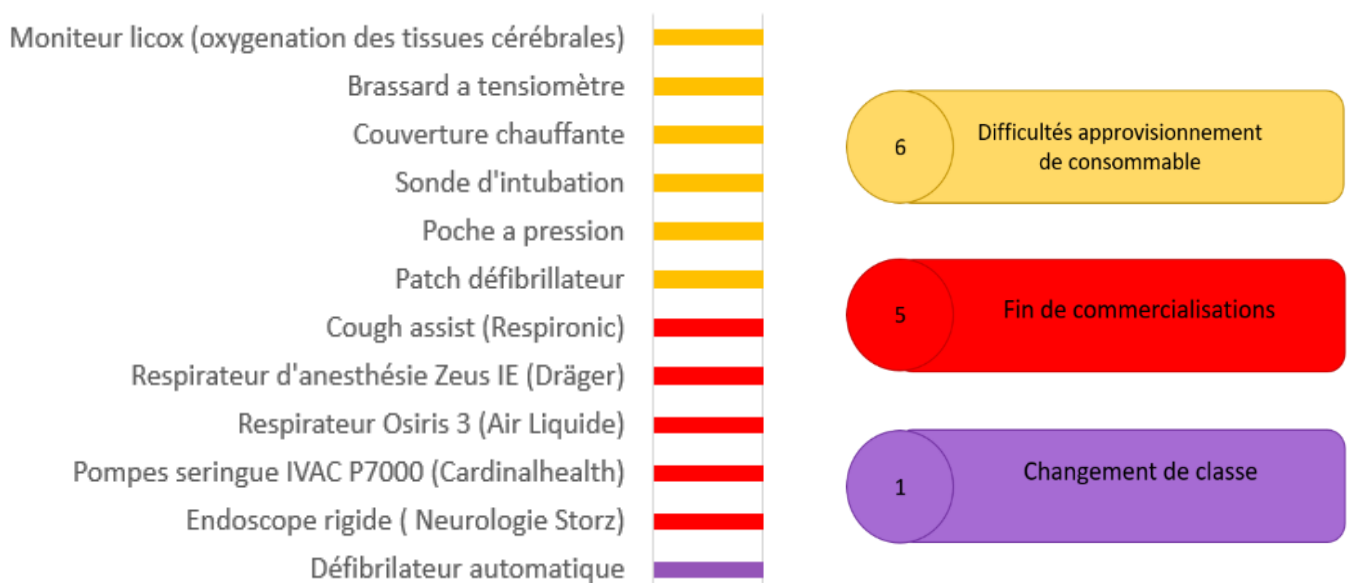 Moniteur licox (oxygenation des tissues cérébrales)
Brassard a tensiomètre
Couverture chauffante
Sonde d'intubation
Poche a pression
Patch défibrillateur
Cough assist (Respironic)
Respirateur d'anesthésie Zeus IE (Dräger)
Respirateur Osiris 3 (Air Liquide)
Pompes seringue IVAC P7000 (Cardinalhealth)
Endoscope rigide ( Neurologie Storz)
Défibrilateur automatique
6
Difficultés approvisionnement
de consommable
5
Fin de commercialisations
1
Changement de classe